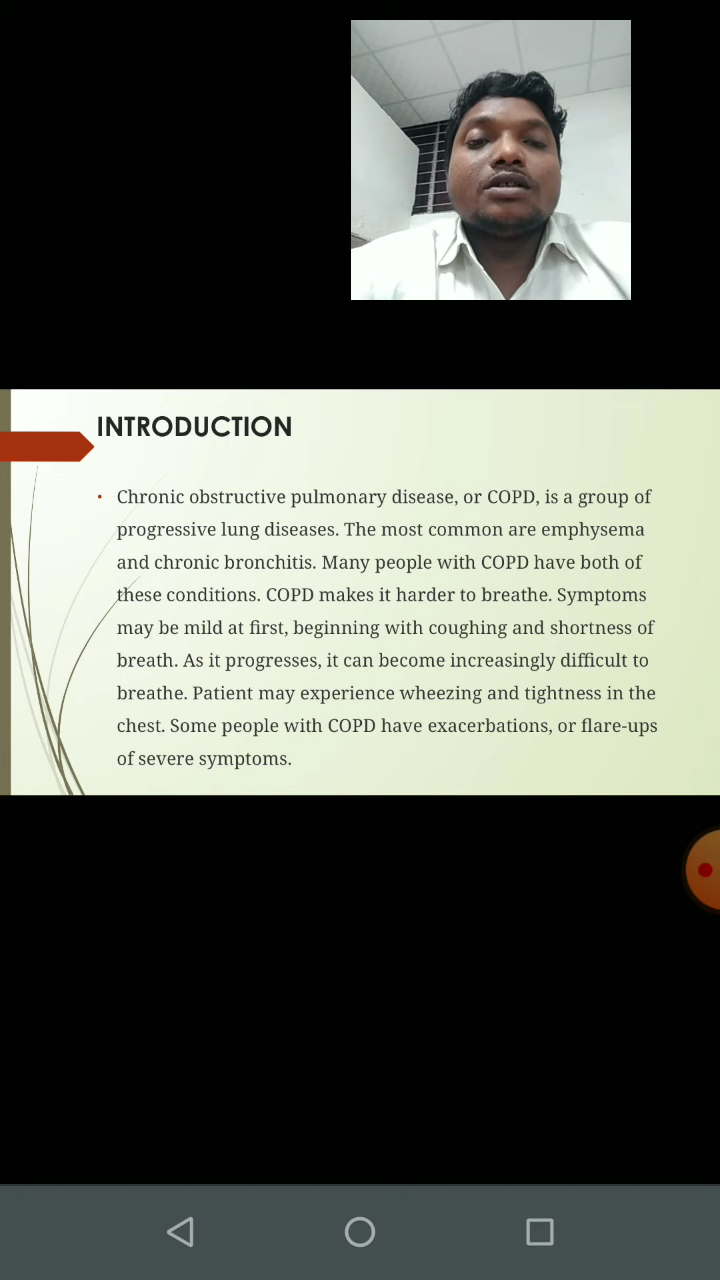 INTRODUCTION
• Chronic obstructive pulmonary disease, or COPD, is a group of
progressive lung diseases. The most common are emphysema
and chronic bronchitis. Many people with COPD have both of
these conditions. COPD makes it harder to breathe. Symptoms
may be mild at first, beginning with coughing and shortness of
breath. As it progresses, it can become increasingly difficult to
breathe. Patient may experience wheezing and tightness in the
chest. Some people with COPD have exacerbations, or flare-ups
of severe symptoms.